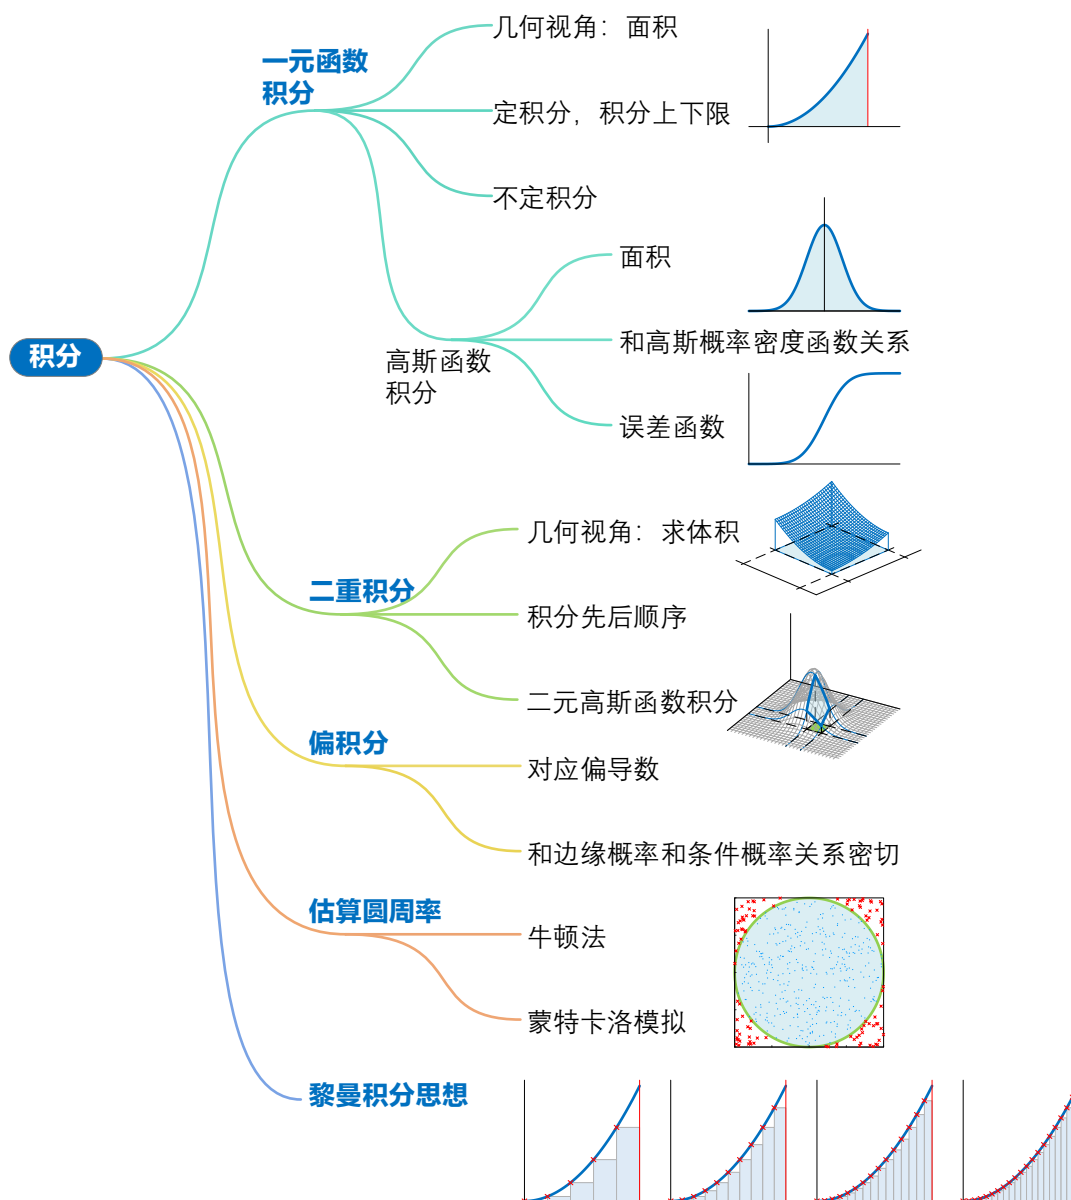 几何视角：面积
一元函数
积分
定积分，积分上下限
不定积分
面积
积分
和高斯概率密度函数关系
高斯函数
积分
误差函数
几何视角：求体积
二重积分
积分先后顺序
二元高斯函数积分
偏积分
对应偏导数
和边缘概率和条件概率关系密切
估算圆周率
牛顿法
蒙特卡洛模拟
黎曼积分思想